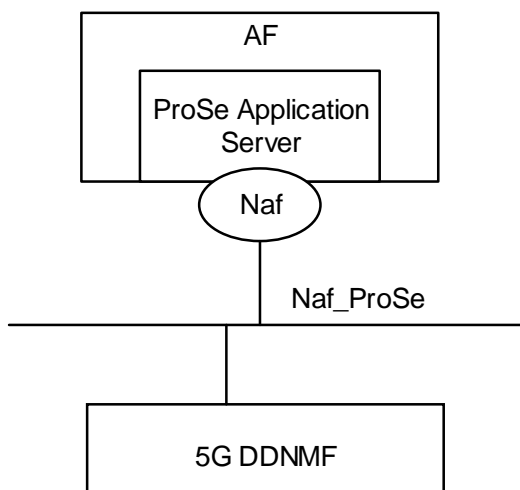 AF
ProSe Application
Server
Naf
Naf_ProSe
5G DDNMF